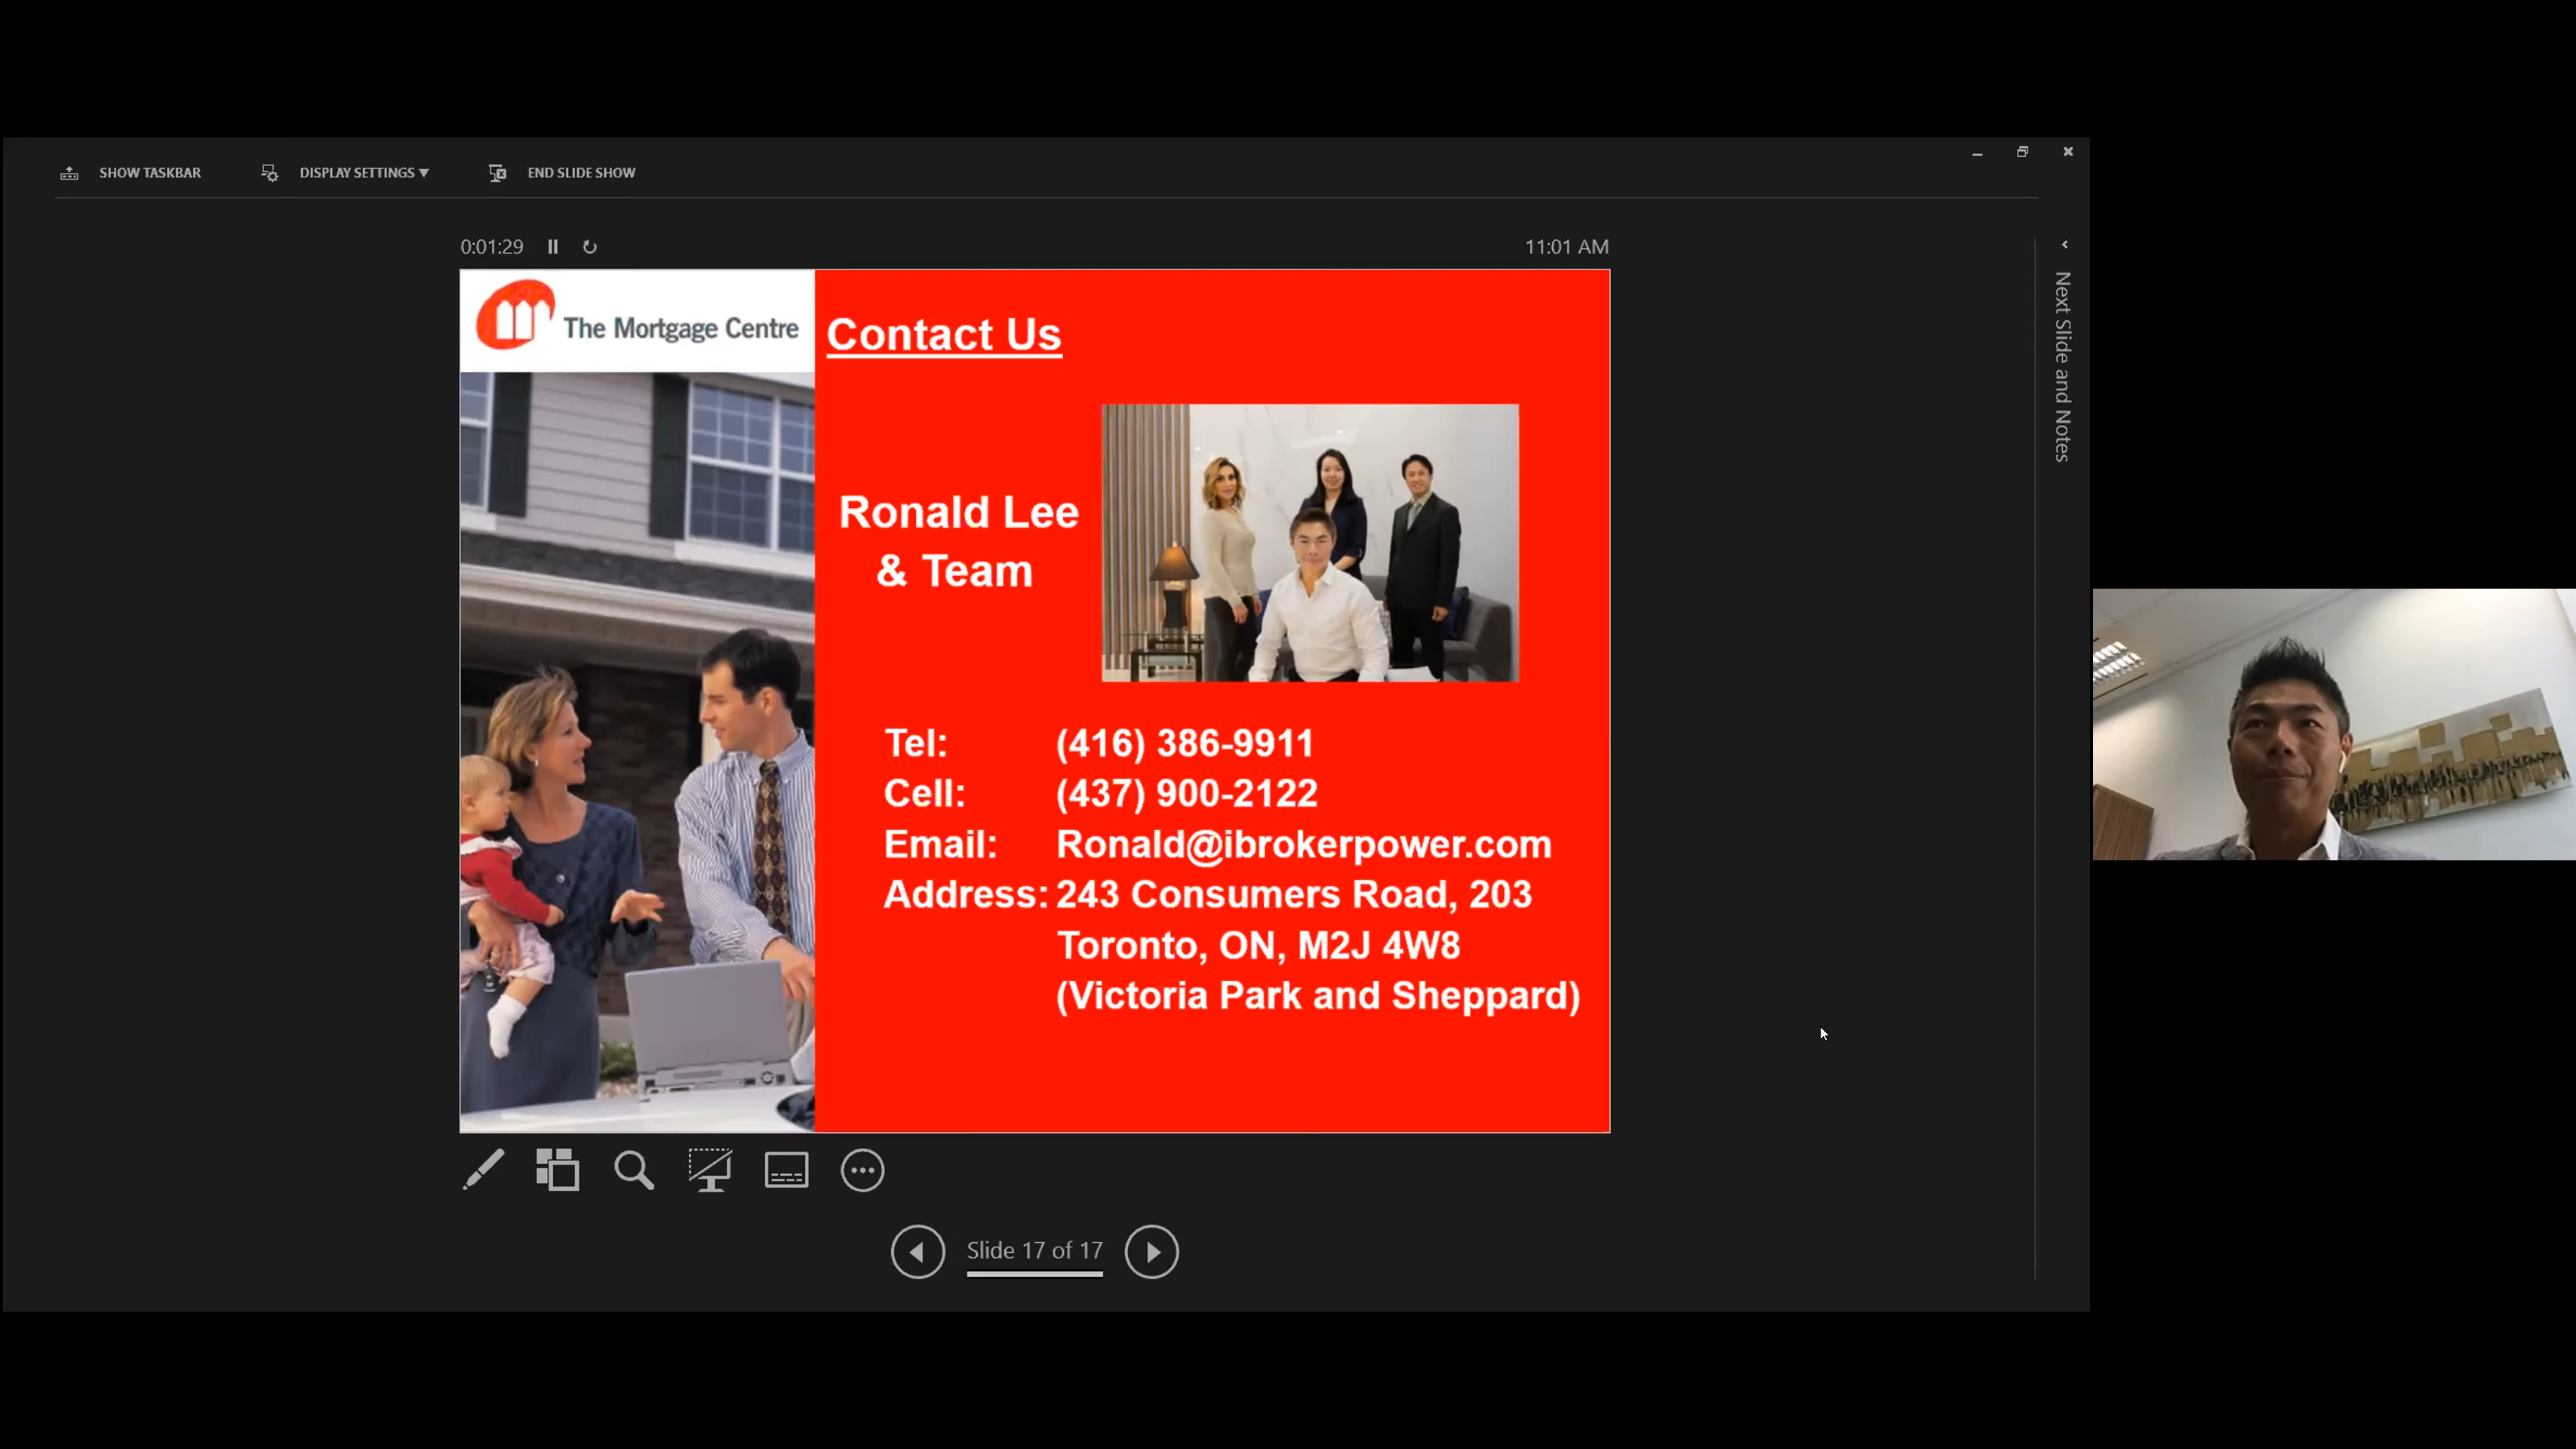 SHOW TASKBAR
DISPLAY SETTINGS ▼
END SLIDE SHOW
0:01:29
11:01 AM
The Mortgage Centre
Contact Us
Ronald Lee
& Team
Tel: (416) 386-9911
Cell: (437) 900-2122
Email: Ronald@ibrokerpower.com
Address: 243 Consumers Road, 203
Toronto, ON, M2J 4W8
(Victoria Park and Sheppard)
Slide 17 of 17
Next Slide and Notes